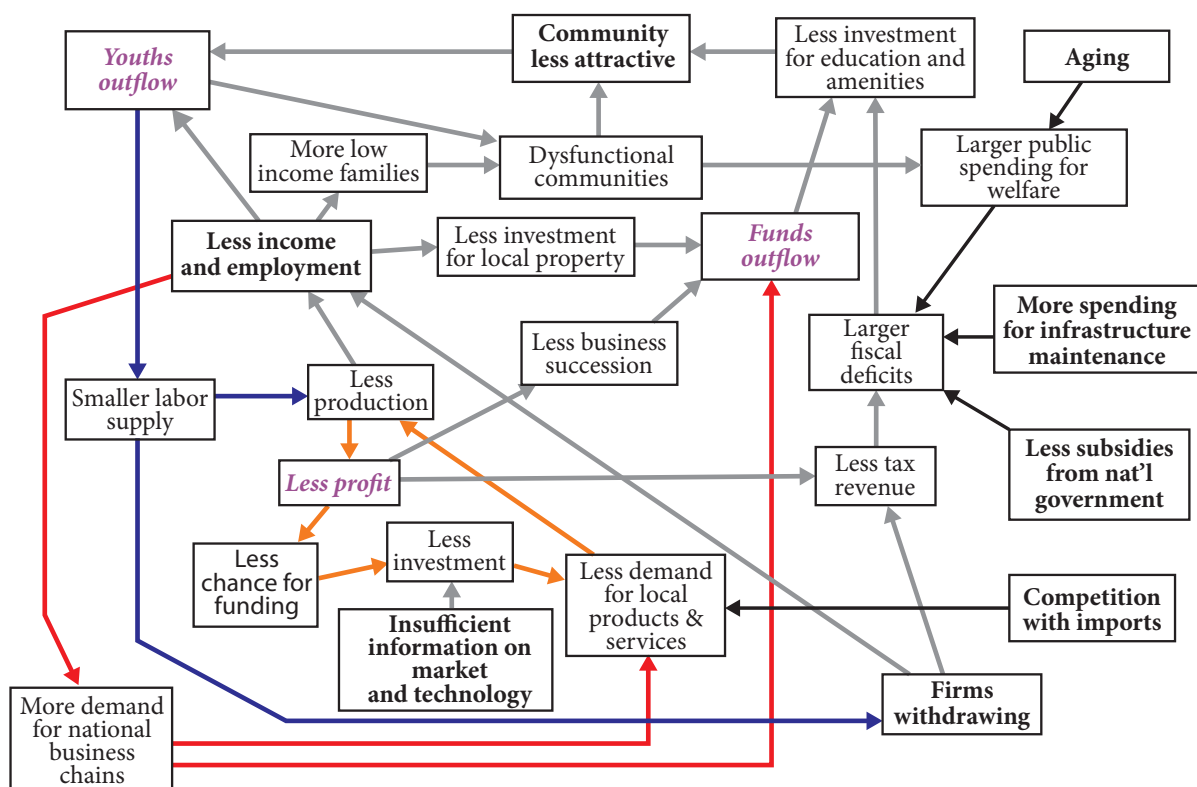 Youths
outflow
Community
less attractive
Less investment
for education and
amenities
Aging
More low
income families
Dysfunctional
communities
Larger public
spending for
welfare
Less income
and employment
Less investment
for local property
Funds
outflow
More spending
for infrastructure
maintenance
Less business
succession
Larger
fiscal
deficits
Smaller labor
supply
Less
production
Less profit
Less tax
revenue
Less subsidies
from nat'l
government
Less
chance for
funding
Less
investment
Less demand
for local
products &
services
Competition
with imports
Insufficient
information on
market
and technology
Firms
withdrawing
More demand
for national
business
chains